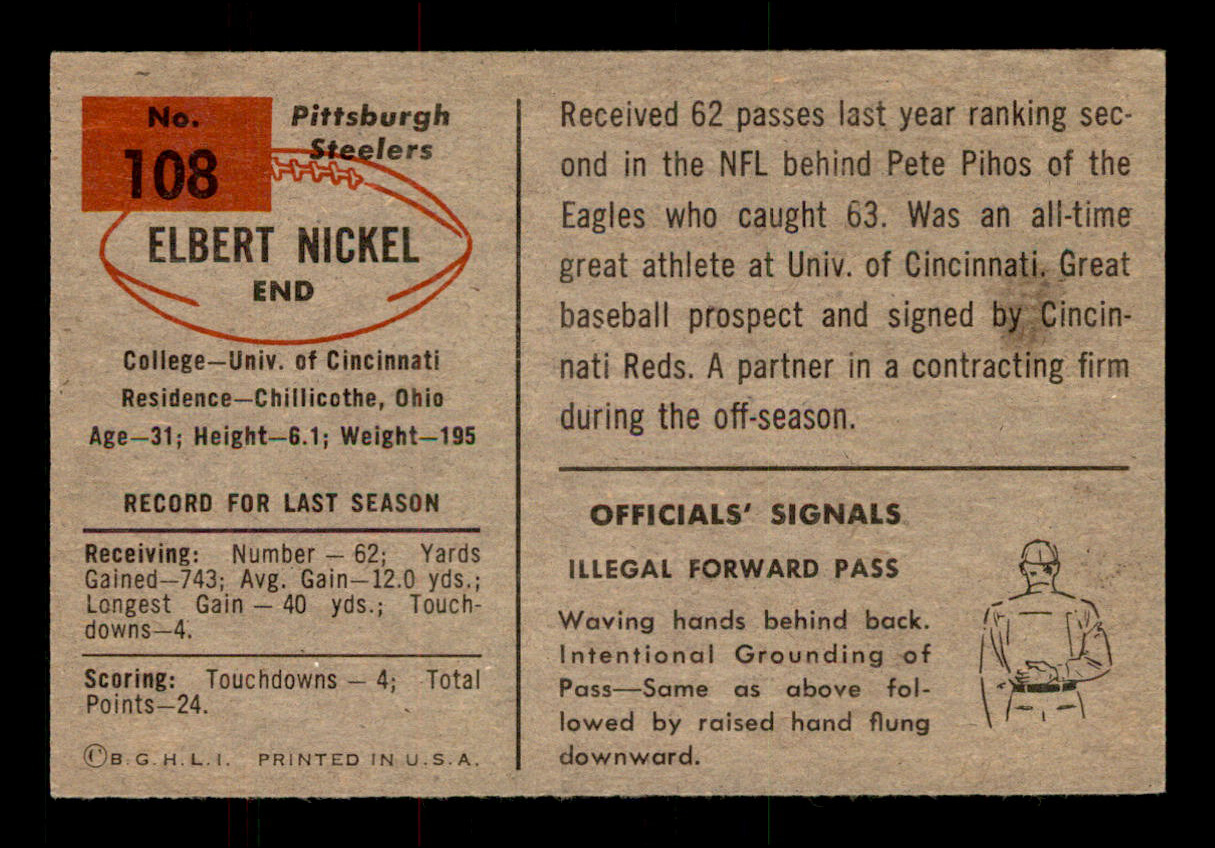 No.
108
Pittsburgh
Steelers
ELBERT NICKEL
END
College—Univ. of Cincinnati
Residence—Chillicothe, Ohio
Age—31; Height—6.1; Weight—195
RECORD FOR LAST SEASON
Receiving: Number — 62; Yards
Gained—743; Avg. Gain—12.0 yds.;
Longest Gain — 40 yds.; Touch-
downs—4.
Scoring: Touchdowns — 4; Total
Points—24.
©B.G.H.L.I. PRINTED IN U.S.A.
Received 62 passes last year ranking sec-
ond in the NFL behind Pete Pihos of the
Eagles who caught 63. Was an all-time
great athlete at Univ. of Cincinnati. Great
baseball prospect and signed by Cincin-
nati Reds. A partner in a contracting firm
during the off-season.
OFFICIALS' SIGNALS
ILLEGAL FORWARD PASS
Waving hands behind back.
Intentional Grounding of
Pass—Same as above fol-
lowed by raised hand flung
downward.